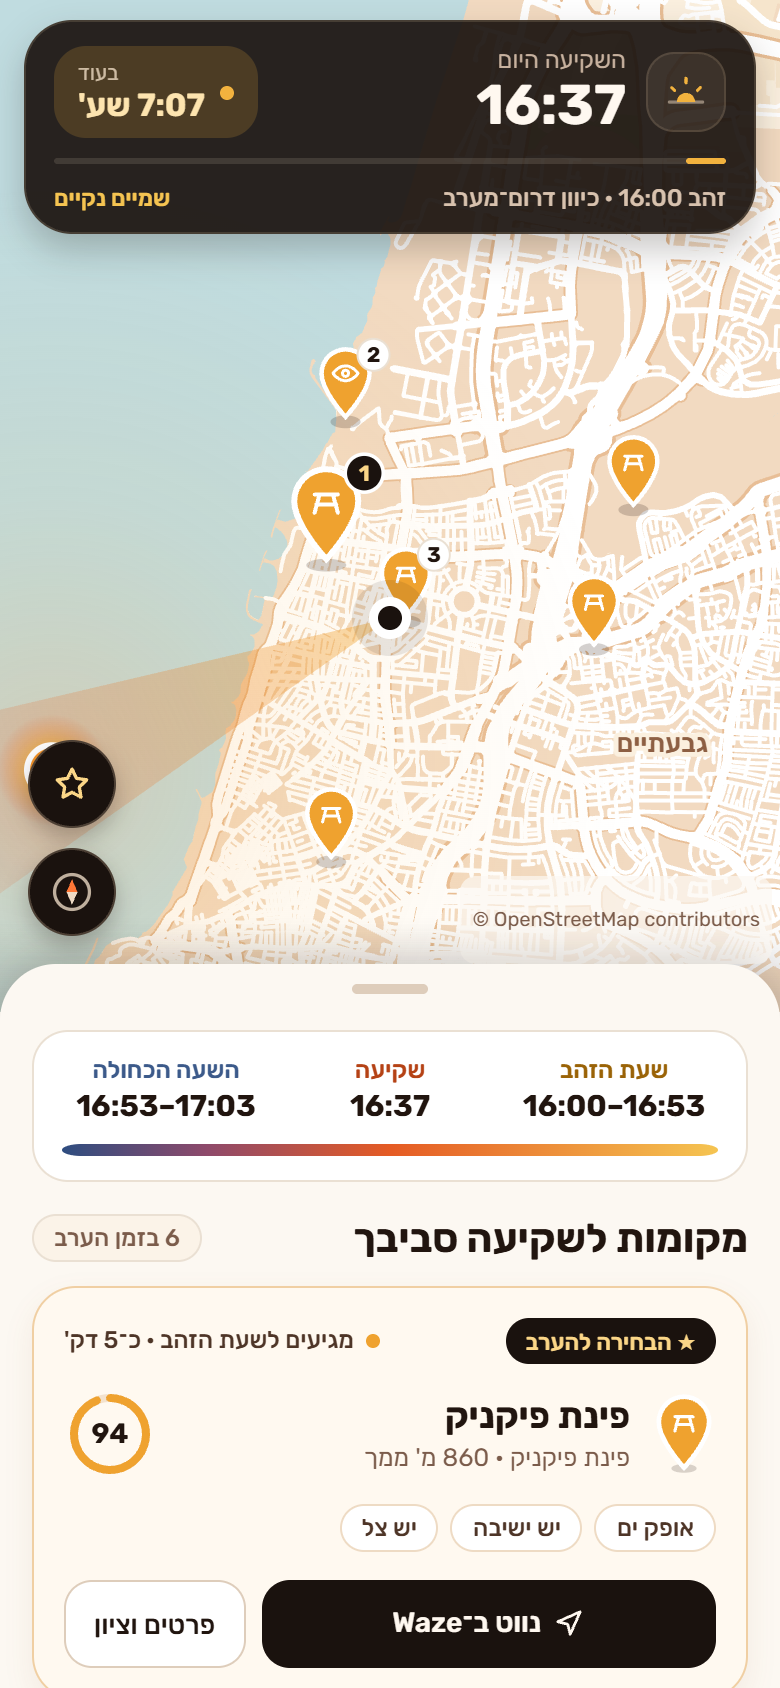 השקיעה היום
16:37
בעוד
7:07 שע'
זהב 16:00 • כיוון דרום־מערב
שמיים נקיים
2
1
3
גבעתיים
© OpenStreetMap contributors
שעת הזהב
16:00–16:53
שקיעה
16:37
השעה הכחולה
16:53–17:03
מקומות לשקיעה סביבך
6 בזמן הערב
★ הבחירה להערב
מגיעים לשעת הזהב • כ־5 דק'
פינת פיקניק
פינת פיקניק • 860 מ' ממך
94
אופק ים
יש ישיבה
יש צל
נווט ב־Waze
פרטים וציון